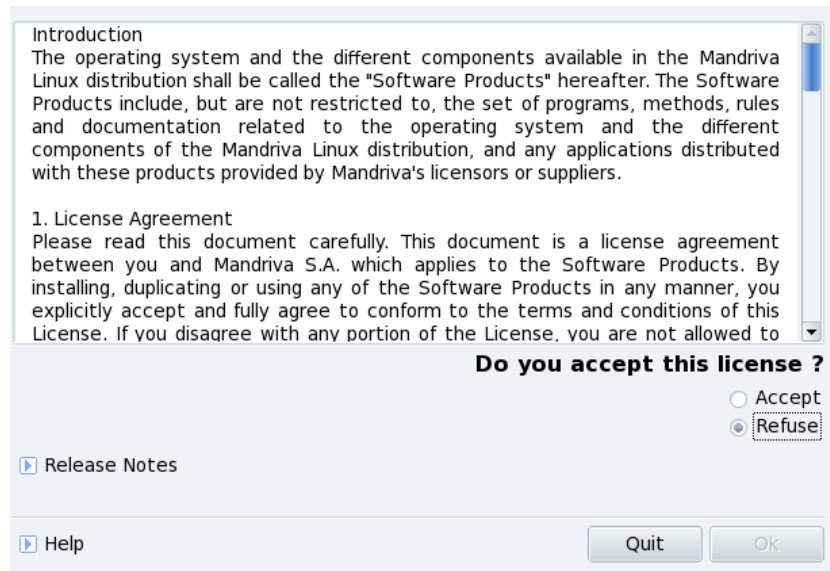 Introduction
The operating system and the different components available in the Mandriva
Linux distribution shall be called the "Software Products" hereafter. The Software
Products include, but are not restricted to, the set of programs, methods, rules
and documentation related to the operating system and the different
components of the Mandriva Linux distribution, and any applications distributed
with these products provided by Mandriva's licensors or suppliers.
1. License Agreement
Please read this document carefully. This document is a license agreement
between you and Mandriva S.A. which applies to the Software Products. By
installing, duplicating or using any of the Software Products in any manner, you
explicitly accept and fully agree to conform to the terms and conditions of this
License. If you disagree with any portion of the License, you are not allowed to
Do you accept this license ?
Accept
Refuse
Release Notes
Help
Quit
Ok